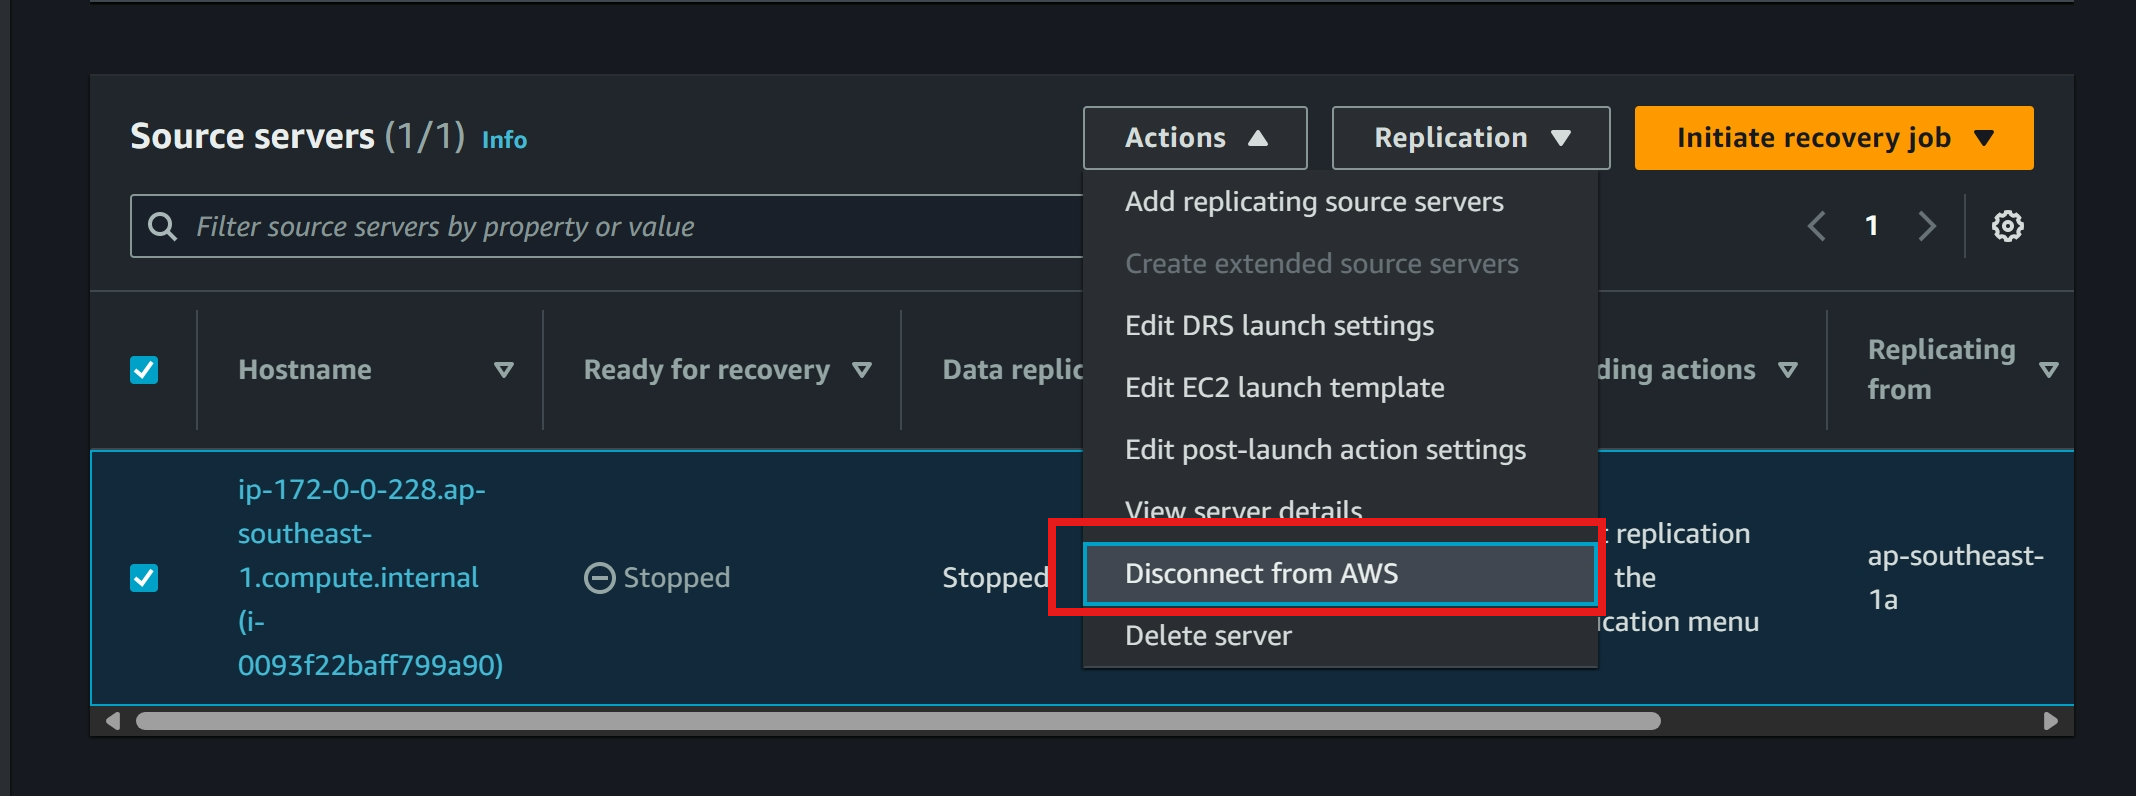 Source servers (1/1) Info
Actions
Replication
Initiate recovery job
Filter source servers by property or value
1
Add replicating source servers
Create extended source servers
Edit DRS launch settings
Edit EC2 launch template
Edit post-launch action settings
View server details
Disconnect from AWS
Delete server
Hostname
Ready for recovery
Data replic
ding actions
Replicating
from
ip-172-0-0-228.ap-
southeast-
1.compute.internal
(i-
0093f22baff799a90)
Stopped
Stopped
replication
the
ication menu
ap-southeast-
1a